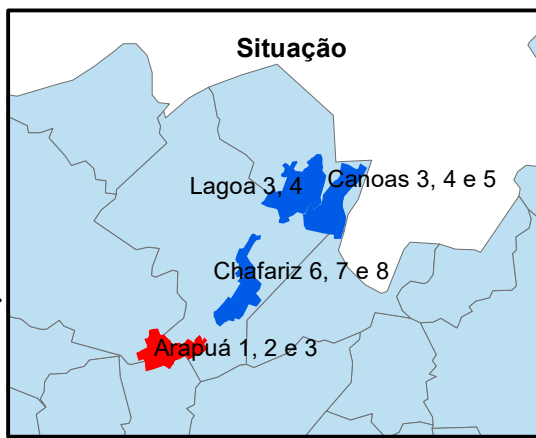 Situação
Lagoa 3, 4
Canoas 3, 4 e 5
Chafariz 6, 7 e 8
Arapuá 1, 2 e 3